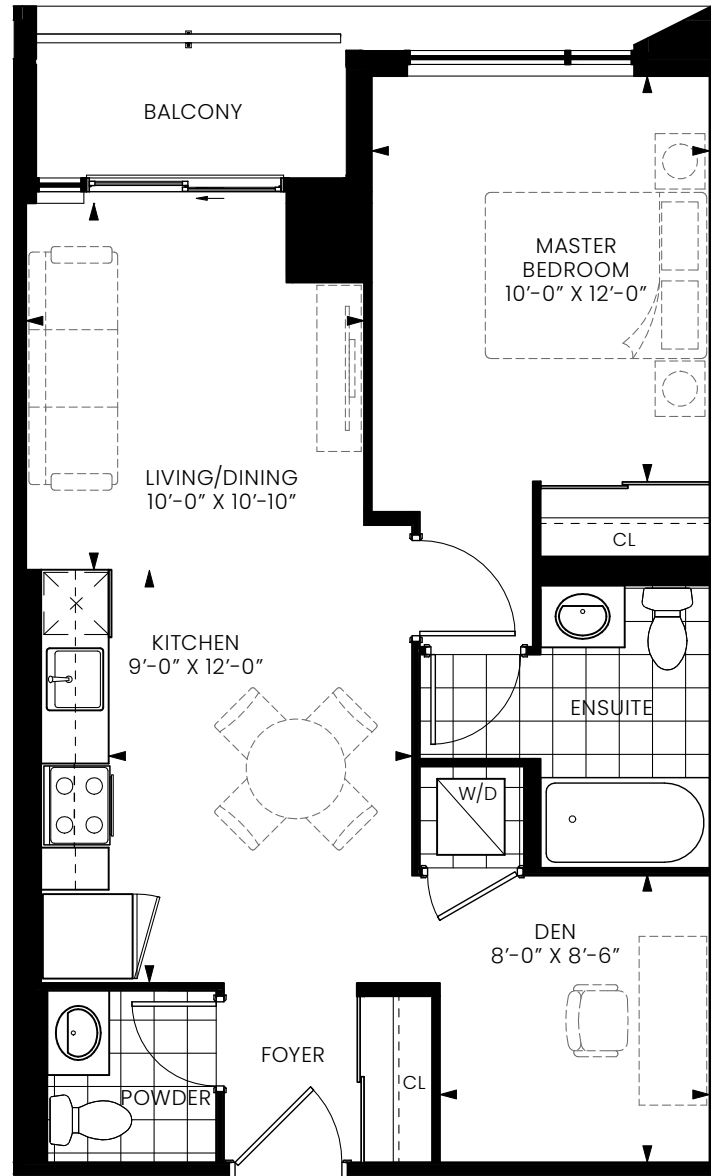 BALCONY
MASTER
BEDROOM
10’-0” X 12’-0”
LIVING/DINING
10’-0” X 10’-10”
CL
KITCHEN
9’-0” X 12’-0”
ENSUITE
W/D
DEN
8’-0” X 8’-6”
FOYER
CL
POWDER